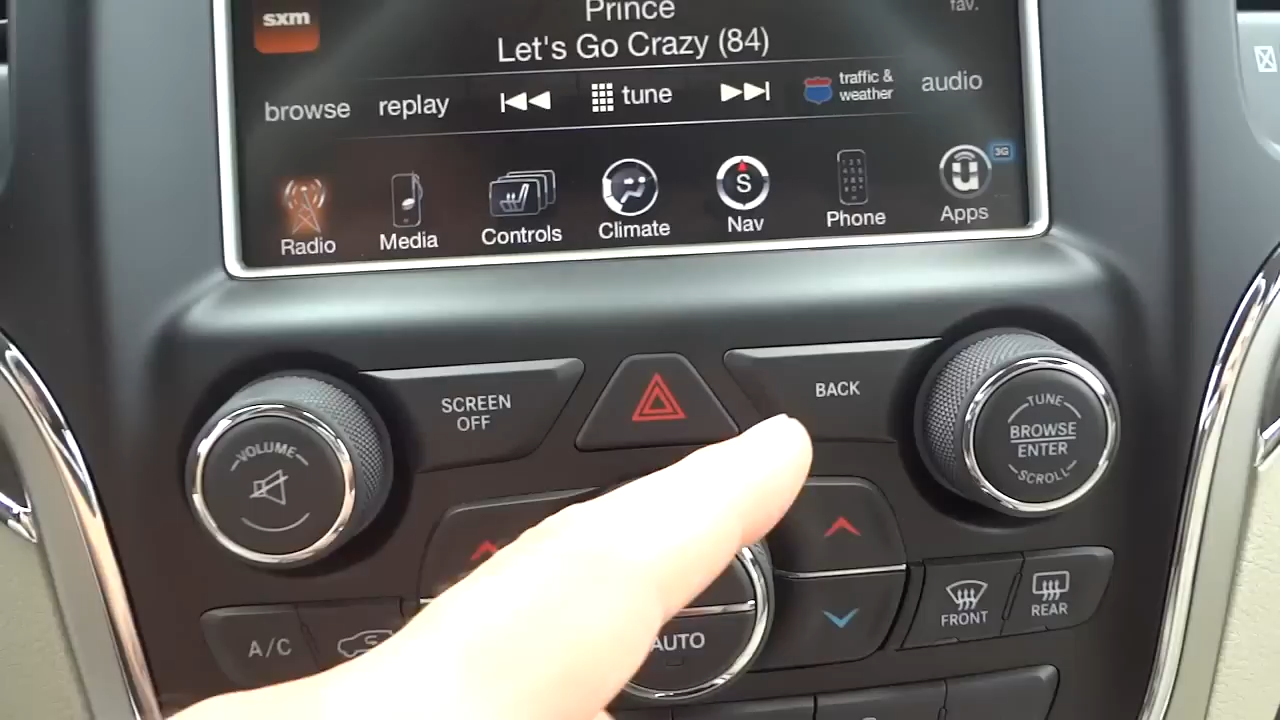 sxm
Prince
fav.
Let's Go Crazy (84)
browse
replay
tune
traffic &
weather
audio
3G
S
U
Radio
Media
Controls
Climate
Nav
Phone
Apps
SCREEN
OFF
BACK
VOLUME
TUNE
BROWSE
ENTER
SCROLL
A/C
AUTO
FRONT
REAR